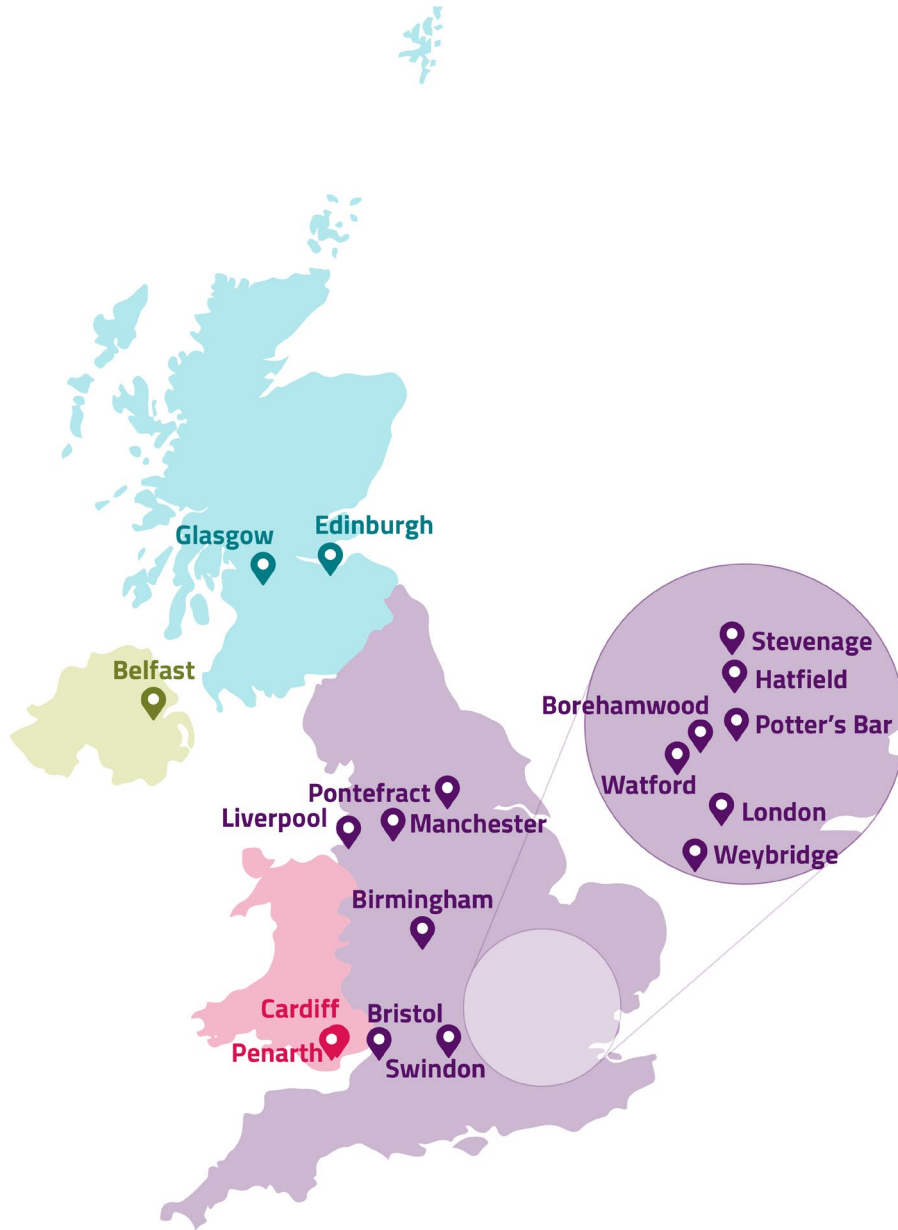 Edinburgh
Glasgow
Belfast
Stevenage
Hatfield
Borehamwood
Potter's Bar
Watford
London
Weybridge
Pontefract
Liverpool
Manchester
Birmingham
Cardiff
Bristol
Penarth
Swindon